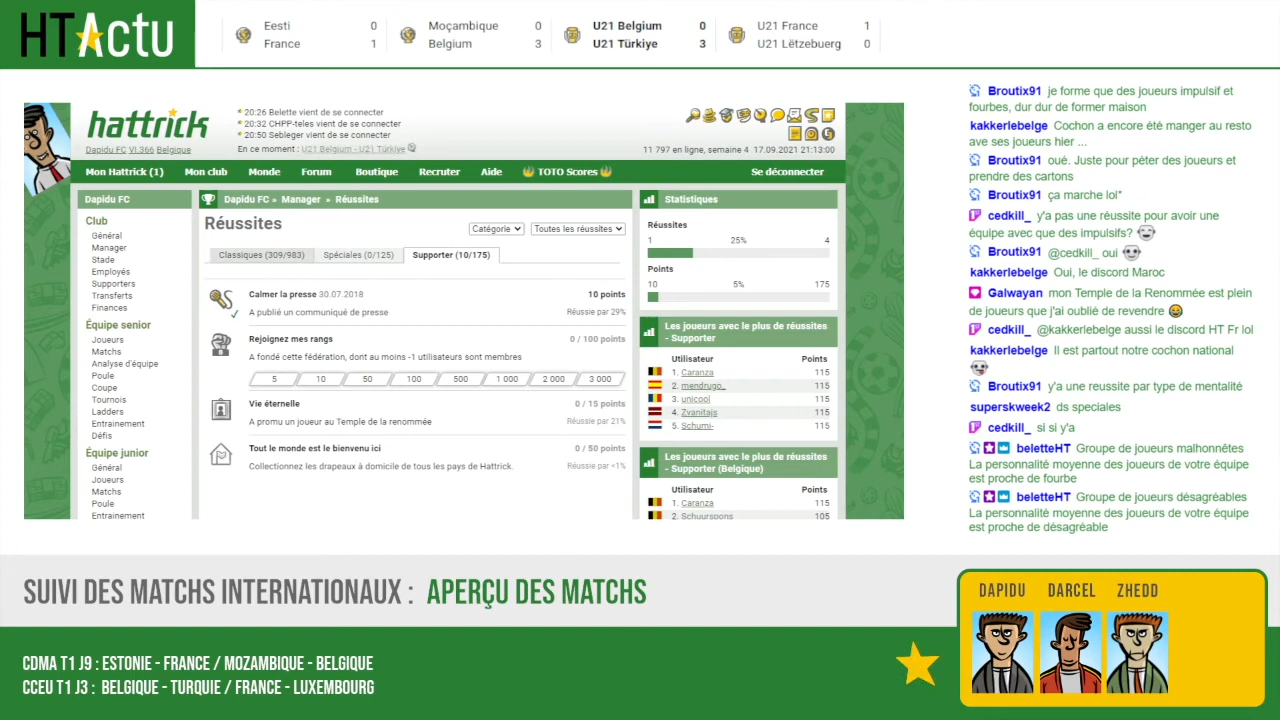 HTActu
Eesti 0
France 1
Moçambique 0
Belgium 3
U21 Belgium 0
U21 Türkiye 3
U21 France 1
U21 Lëtzebuerg 0
hattrick
Dapidu FC VI.366 Belgique
20:26 Belette vient de se connecter
20:32 CHPP-teles vient de se connecter
20:50 Sebleger vient de se connecter
En ce moment : U21 Belgium - U21 Türkiye
11 797 en ligne, semaine 4 17.09.2021 21:13:00
Mon Hattrick (1) Mon club Monde Forum Boutique Recruter Aide TOTO Scores Se déconnecter
Dapidu FC
Club
Général
Manager
Stade
Employés
Supporters
Transferts
Finances
Équipe senior
Joueurs
Matchs
Analyse d'équipe
Poule
Coupe
Tournois
Ladders
Entrainement
Défis
Équipe junior
Général
Joueurs
Matchs
Poule
Entrainement
Dapidu FC » Manager » Réussites
Réussites
Catégorie Toutes les réussites
Classiques (309/983) Spéciales (0/125) Supporter (10/175)
Calmer la presse 30.07.2018 10 points
A publié un communiqué de presse Réussie par 29%
Rejoignez mes rangs 0 / 100 points
A fondé cette fédération, dont au moins -1 utilisateurs sont membres
5 10 50 100 500 1 000 2 000 3 000
Vie éternelle 0 / 15 points
A promu un joueur au Temple de la renommée Réussie par 21%
Tout le monde est le bienvenu ici 0 / 50 points
Collectionnez les drapeaux à domicile de tous les pays de Hattrick. Réussie par <1%
Statistiques
Réussites
1 25% 4
Points
10 5% 175
Les joueurs avec le plus de réussites
- Supporter
Utilisateur Points
1. Caranza 115
2. mendrugo_ 115
3. unicool 115
4. Zvanitajs 115
5. Schumi- 115
Les joueurs avec le plus de réussites
- Supporter (Belgique)
Utilisateur Points
1. Caranza 115
2. Schuurspons 105
Broutix91 je forme que des joueurs impulsif et
fourbes, dur dur de former maison
kakkerlebelge Cochon a encore été manger au resto
ave ses joueurs hier ...
Broutix91 oué. Juste pour péter des joueurs et
prendre des cartons
Broutix91 ça marche lol*
cedkill_ y'a pas une réussite pour avoir une
équipe avec que des impulsifs?
Broutix91 @cedkill_ oui
kakkerlebelge Oui, le discord Maroc
Galwayan mon Temple de la Renommée est plein
de joueurs que j'ai oublié de revendre
cedkill_ @kakkerlebelge aussi le discord HT Fr lol
kakkerlebelge Il est partout notre cochon national
Broutix91 y'a une reussite par type de mentalité
superskweek2 ds speciales
cedkill_ si si y'a
beletteHT Groupe de joueurs malhonnêtes
La personnalité moyenne des joueurs de votre équipe
est proche de fourbe
beletteHT Groupe de joueurs désagréables
La personnalité moyenne des joueurs de votre équipe
est proche de désagréable
SUIVI DES MATCHS INTERNATIONAUX : APERÇU DES MATCHS
CDMA T1 J9 : ESTONIE - FRANCE / MOZAMBIQUE - BELGIQUE
CCEU T1 J3 : BELGIQUE - TURQUIE / FRANCE - LUXEMBOURG
DAPIDU DARCEL ZHEDD